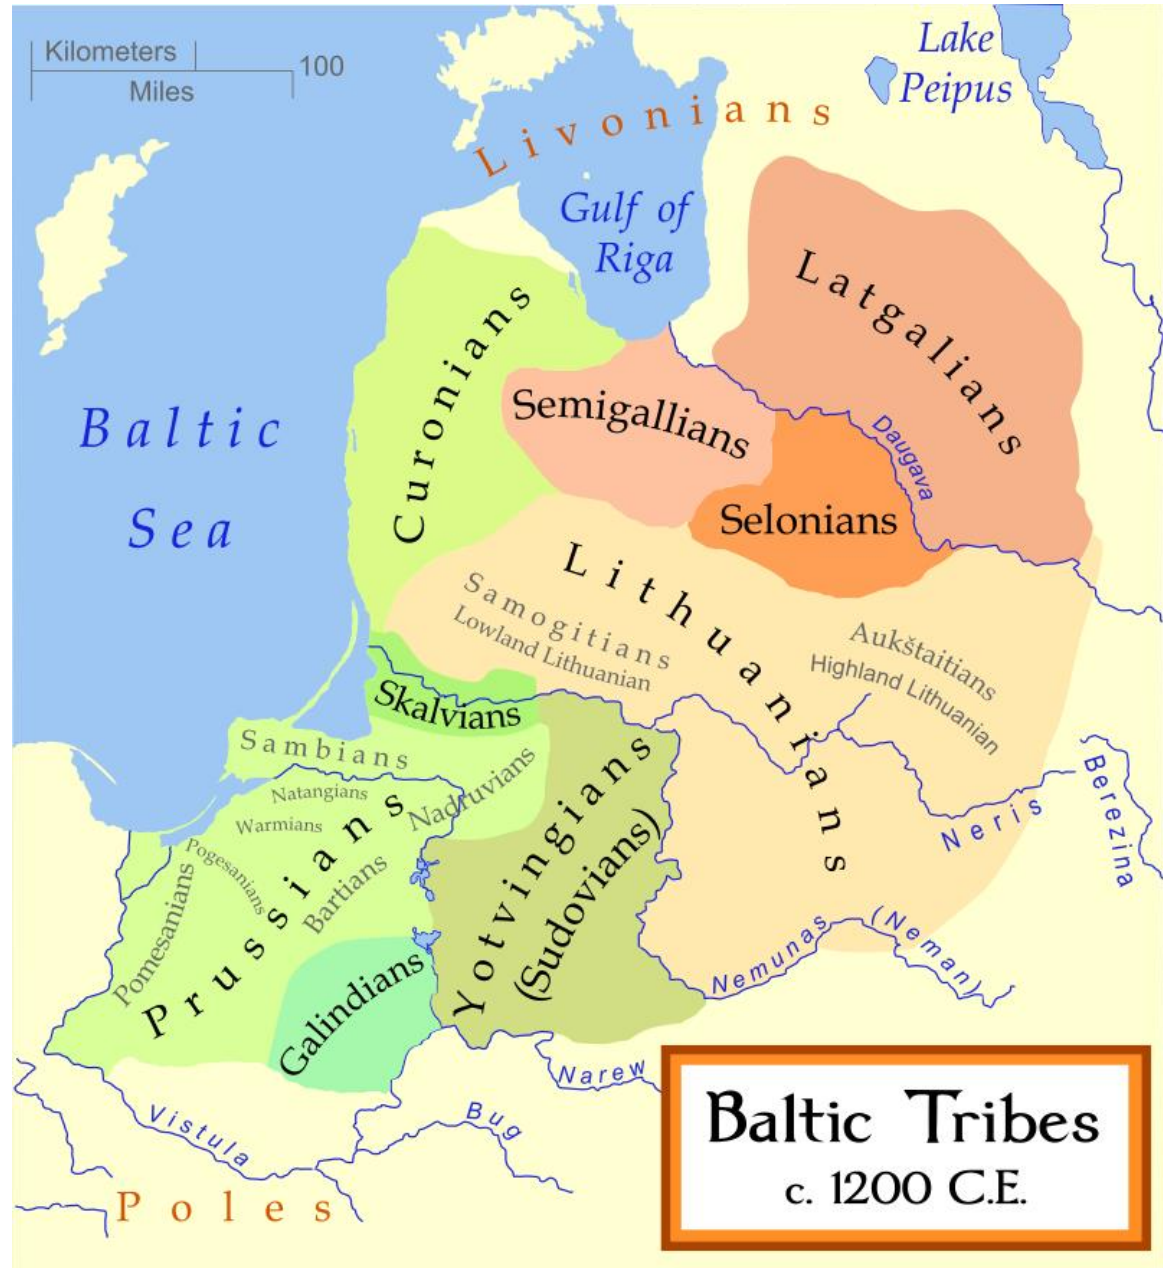 Kilometers
100
Miles
Lake
Peipus
Livonians
Gulf of
Riga
Latgalians
Curonians
Semigallians
Baltic
Sea
Daugava
Selonians
Lithuanians
Samogitians
Lowland Lithuanian
Aukštaitians
Highland Lithuanian
Skalvians
Sambians
Nadruvians
Natangians
Warmians
Pogesanians
Bartians
Pomesanians
Prussians
Yotvingians
(Sudovians)
Galindians
Berezina
Neris
Nemunas
(Neman)
Narew
Bug
Vistula
Poles
Baltic Tribes
c. 1200 C.E.